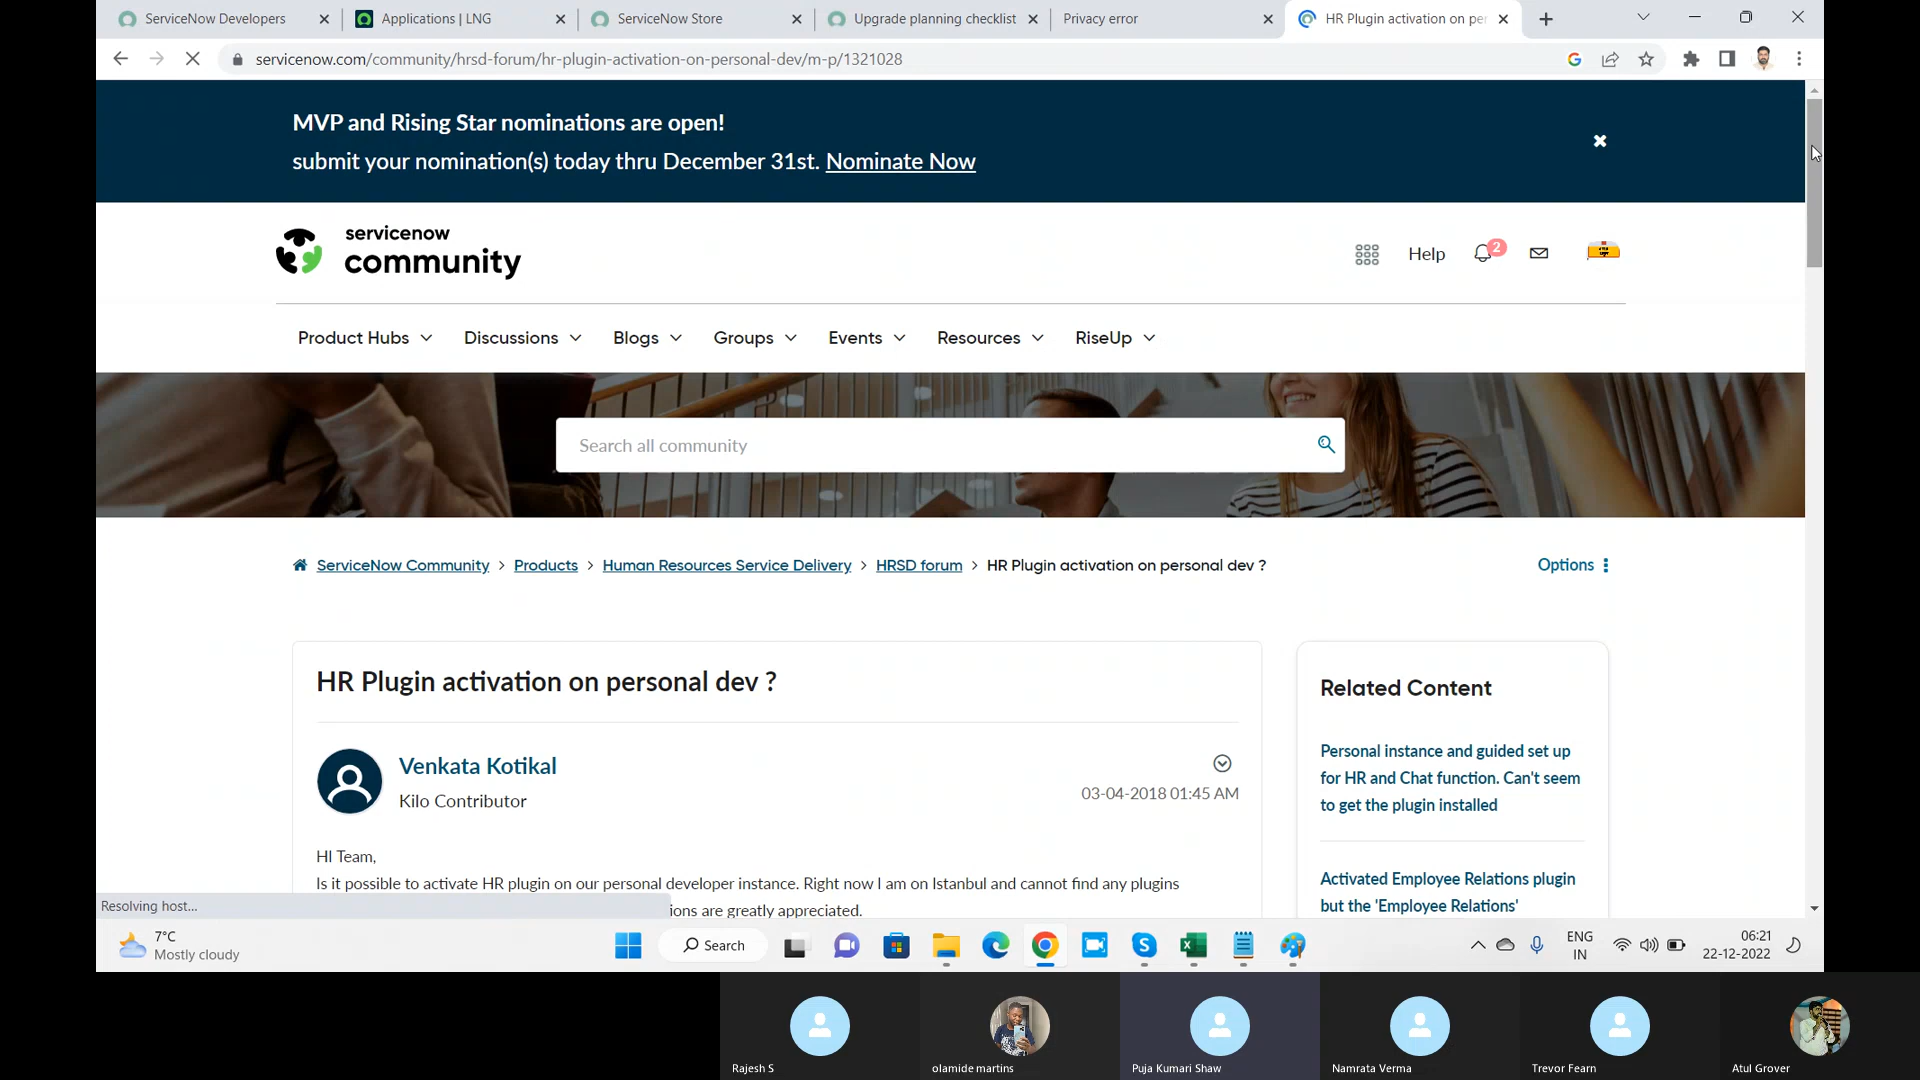 ServiceNow Developers
Applications | LNG
ServiceNow Store
Upgrade planning checklist
Privacy error
HR Plugin activation on pe
servicenow.com/community/hrsd-forum/hr-plugin-activation-on-personal-dev/m-p/1321028
MVP and Rising Star nominations are open!
submit your nomination(s) today thru December 31st. Nominate Now
servicenow
community
Help
2
Product Hubs
Discussions
Blogs
Groups
Events
Resources
RiseUp
Search all community
ServiceNow Community > Products > Human Resources Service Delivery > HRSD forum > HR Plugin activation on personal dev ?
Options
HR Plugin activation on personal dev ?
Venkata Kotikal
Kilo Contributor
03-04-2018 01:45 AM
HI Team,
Is it possible to activate HR plugin on our personal developer instance. Right now I am on Istanbul and cannot find any plugins
ions are greatly appreciated.
Related Content
Personal instance and guided set up
for HR and Chat function. Can't seem
to get the plugin installed
Activated Employee Relations plugin
but the 'Employee Relations'
Resolving host...
7°C
Mostly cloudy
Search
ENG
IN
06:21
22-12-2022
Rajesh S
olamide martins
Puja Kumari Shaw
Namrata Verma
Trevor Fearn
Atul Grover